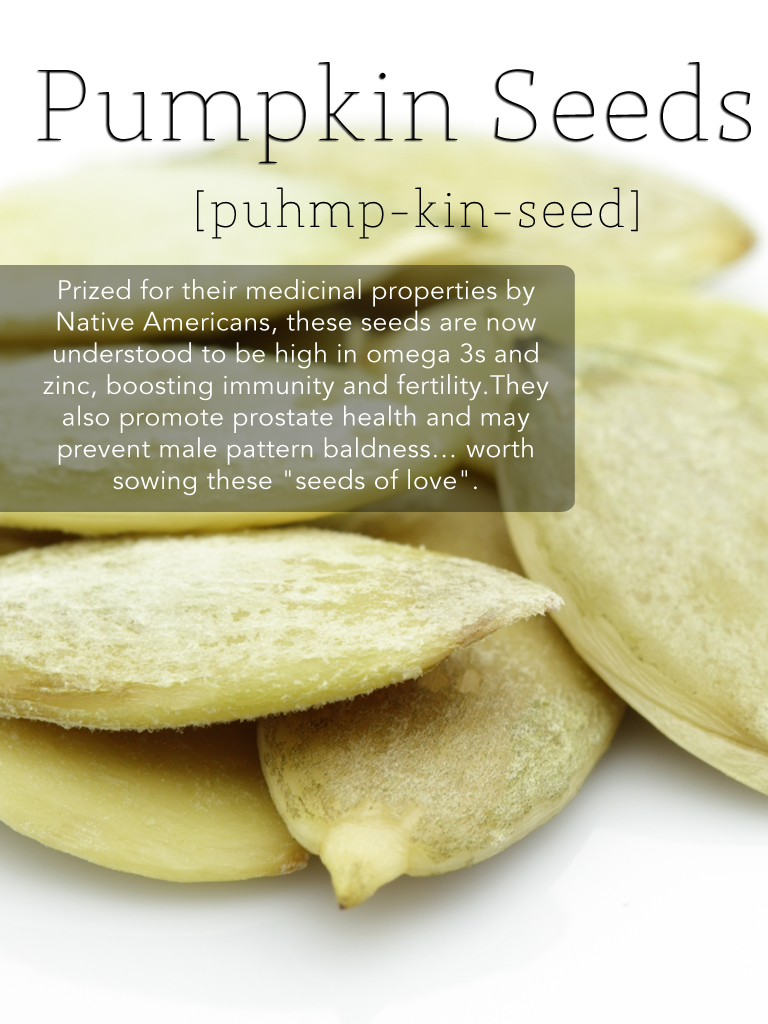 Pumpkin Seeds
[puhmp-kin-seed]
Prized for their medicinal properties by
Native Americans, these seeds are now
understood to be high in omega 3s and
zinc, boosting immunity and fertility.They
also promote prostate health and may
prevent male pattern baldness... worth
sowing these "seeds of love".